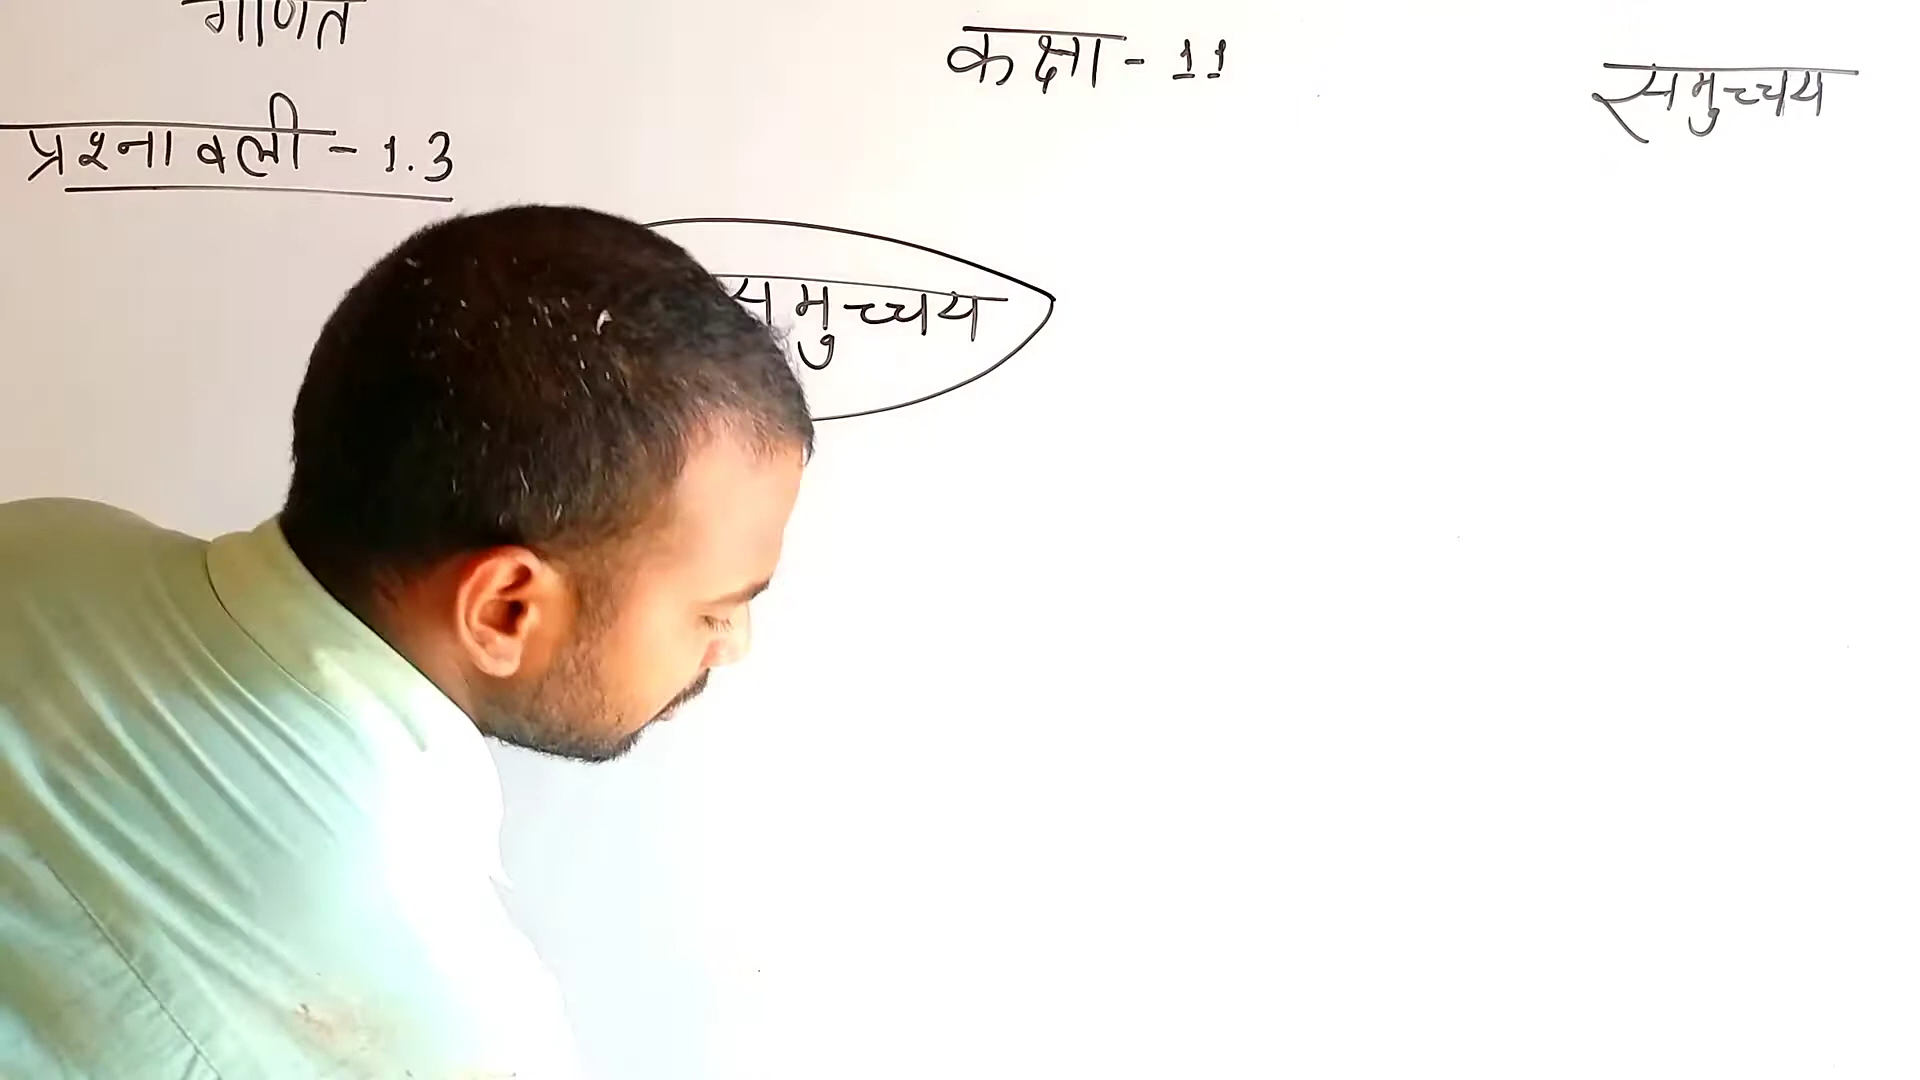 गणित
कक्षा - 11
समुच्चय
प्रश्नावली - 1.3
समुच्चय